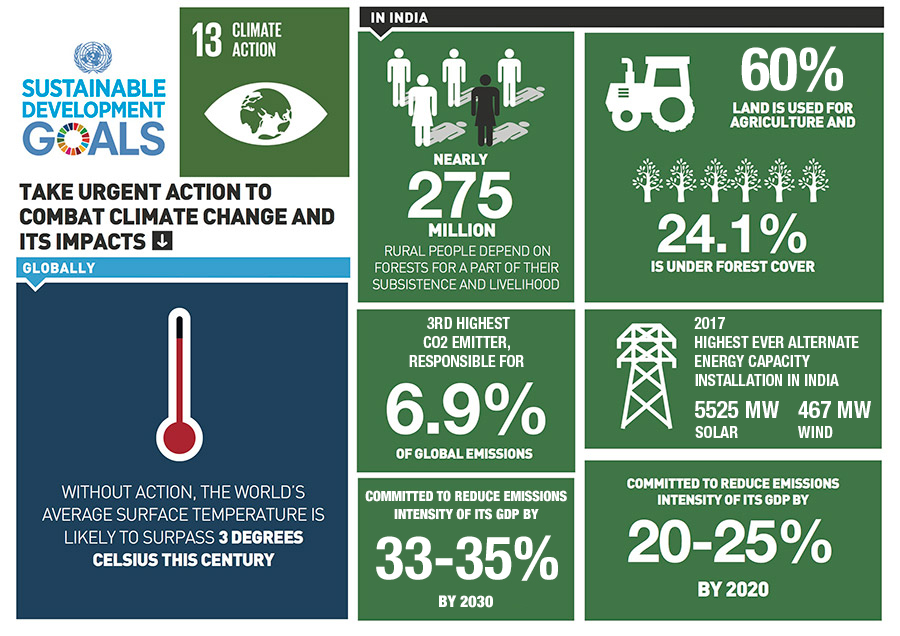 SUSTAINABLE
DEVELOPMENT
GOALS
13 CLIMATE
ACTION
TAKE URGENT ACTION TO
COMBAT CLIMATE CHANGE AND
ITS IMPACTS
GLOBALLY
WITHOUT ACTION, THE WORLD'S
AVERAGE SURFACE TEMPERATURE IS
LIKELY TO SURPASS 3 DEGREES
CELSIUS THIS CENTURY
IN INDIA
NEARLY
275
MILLION
RURAL PEOPLE DEPEND ON
FORESTS FOR A PART OF THEIR
SUBSISTENCE AND LIVELIHOOD
60%
LAND IS USED FOR
AGRICULTURE AND
24.1%
IS UNDER FOREST COVER
3RD HIGHEST
CO2 EMITTER,
RESPONSIBLE FOR
6.9%
OF GLOBAL EMISSIONS
2017
HIGHEST EVER ALTERNATE
ENERGY CAPACITY
INSTALLATION IN INDIA
5525 MW 467 MW
SOLAR WIND
COMMITTED TO REDUCE EMISSIONS
INTENSITY OF ITS GDP BY
33-35%
BY 2030
COMMITTED TO REDUCE EMISSIONS
INTENSITY OF ITS GDP BY
20-25%
BY 2020